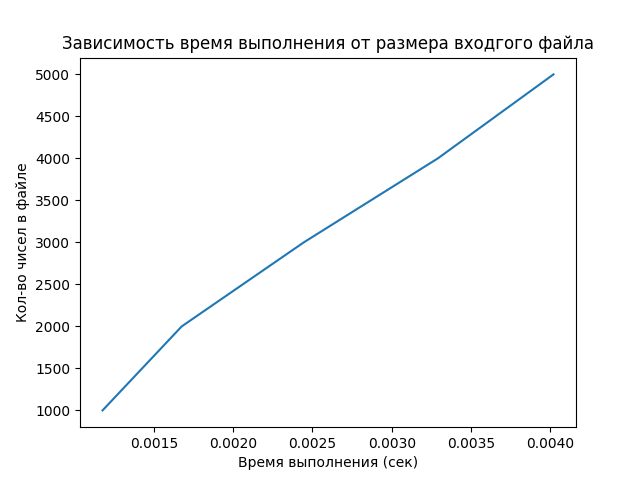 Зависимость время выполнения от размера входгого файла
5000
4500
4000
3500
3000
2500
2000
1500
1000
Кол-во чисел в файле
0.0015 0.0020 0.0025 0.0030 0.0035 0.0040
Время выполнения (сек)